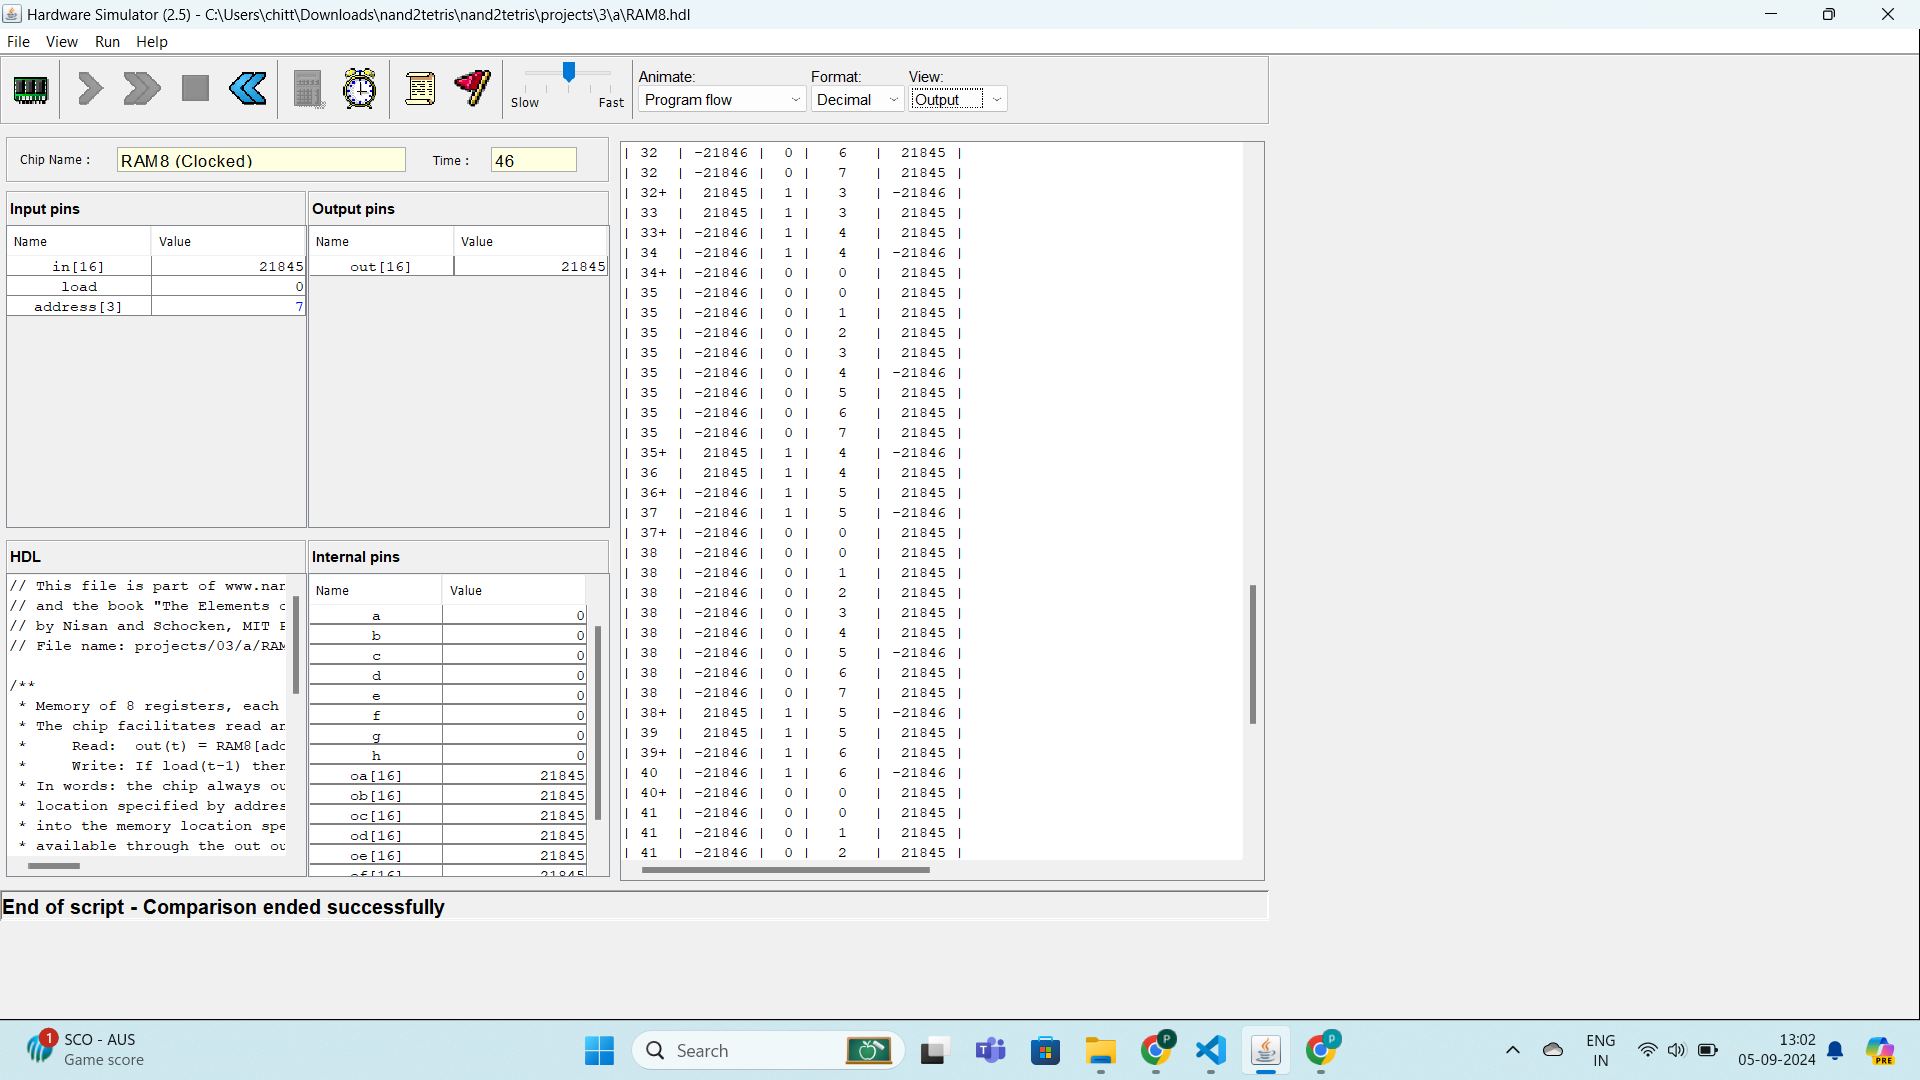 Hardware Simulator (2.5) - C:\Users\chitt\Downloads\nand2tetris\nand2tetris\projects\3\a\RAM8.hdl
File View Run Help
Slow Fast
Animate: Format: View:
Program flow Decimal Output
Chip Name : RAM8 (Clocked) Time : 46
Input pins
Name Value
in[16] 21845
load 0
address[3] 7
Output pins
Name Value
out[16] 21845
HDL
// This file is part of www.nan
// and the book "The Elements o
// by Nisan and Schocken, MIT P
// File name: projects/03/a/RAM
/**
* Memory of 8 registers, each
* The chip facilitates read an
* Read: out(t) = RAM8[add
* Write: If load(t-1) then
* In words: the chip always ou
* location specified by addres
* into the memory location spe
* available through the out ou
Internal pins
Name Value
a 0
b 0
c 0
d 0
e 0
f 0
g 0
h 0
oa[16] 21845
ob[16] 21845
oc[16] 21845
od[16] 21845
oe[16] 21845
of[16] 21845
| 32 | -21846 | 0 | 6 | 21845 |
| 32 | -21846 | 0 | 7 | 21845 |
| 32+ | 21845 | 1 | 3 | -21846 |
| 33 | 21845 | 1 | 3 | 21845 |
| 33+ | -21846 | 1 | 4 | 21845 |
| 34 | -21846 | 1 | 4 | -21846 |
| 34+ | -21846 | 0 | 0 | 21845 |
| 35 | -21846 | 0 | 0 | 21845 |
| 35 | -21846 | 0 | 1 | 21845 |
| 35 | -21846 | 0 | 2 | 21845 |
| 35 | -21846 | 0 | 3 | 21845 |
| 35 | -21846 | 0 | 4 | -21846 |
| 35 | -21846 | 0 | 5 | 21845 |
| 35 | -21846 | 0 | 6 | 21845 |
| 35 | -21846 | 0 | 7 | 21845 |
| 35+ | 21845 | 1 | 4 | -21846 |
| 36 | 21845 | 1 | 4 | 21845 |
| 36+ | -21846 | 1 | 5 | 21845 |
| 37 | -21846 | 1 | 5 | -21846 |
| 37+ | -21846 | 0 | 0 | 21845 |
| 38 | -21846 | 0 | 0 | 21845 |
| 38 | -21846 | 0 | 1 | 21845 |
| 38 | -21846 | 0 | 2 | 21845 |
| 38 | -21846 | 0 | 3 | 21845 |
| 38 | -21846 | 0 | 4 | 21845 |
| 38 | -21846 | 0 | 5 | -21846 |
| 38 | -21846 | 0 | 6 | 21845 |
| 38 | -21846 | 0 | 7 | 21845 |
| 38+ | 21845 | 1 | 5 | -21846 |
| 39 | 21845 | 1 | 5 | 21845 |
| 39+ | -21846 | 1 | 6 | 21845 |
| 40 | -21846 | 1 | 6 | -21846 |
| 40+ | -21846 | 0 | 0 | 21845 |
| 41 | -21846 | 0 | 0 | 21845 |
| 41 | -21846 | 0 | 1 | 21845 |
| 41 | -21846 | 0 | 2 | 21845 |
End of script - Comparison ended successfully
1 SCO - AUS
Game score
Search
P
P
ENG
IN
13:02
05-09-2024
PRE